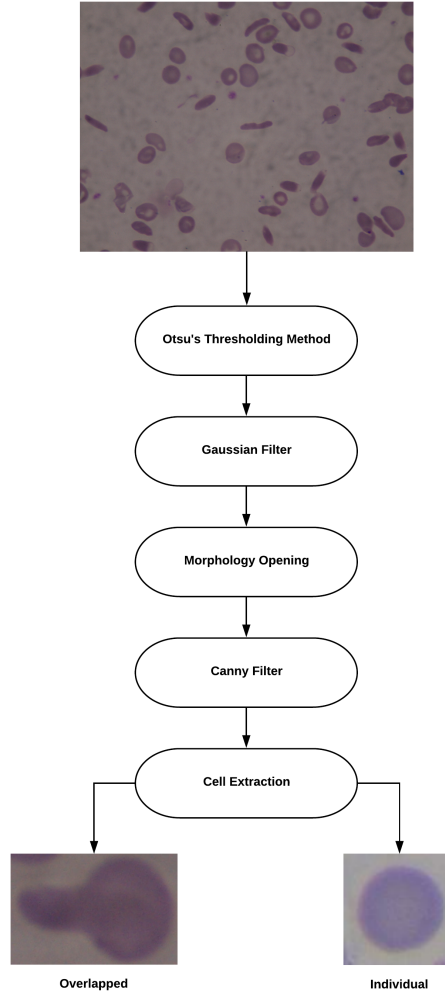 Otsu's Thresholding Method
Gaussian Filter
Morphology Opening
Canny Filter
Cell Extraction
Overlapped
Individual